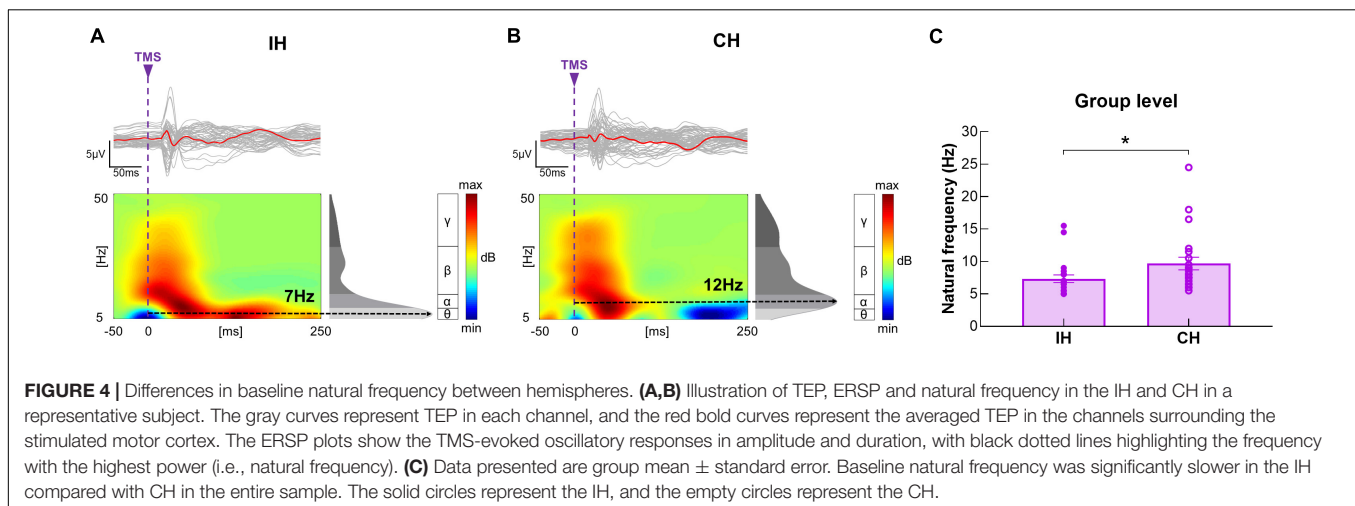 A
IH
TMS
5µV
50ms
50
[Hz]
5
-50
0
[ms]
250
7Hz
γ
β
α
θ
max
dB
min
B
CH
TMS
5µV
50ms
50
[Hz]
5
-50
0
[ms]
250
12Hz
γ
β
α
θ
max
dB
min
C
Group level
*
Natural frequency (Hz)
30
25
20
15
10
5
0
IH
CH
FIGURE 4 | Differences in baseline natural frequency between hemispheres. (A,B) Illustration of TEP, ERSP and natural frequency in the IH and CH in a
representative subject. The gray curves represent TEP in each channel, and the red bold curves represent the averaged TEP in the channels surrounding the
stimulated motor cortex. The ERSP plots show the TMS-evoked oscillatory responses in amplitude and duration, with black dotted lines highlighting the frequency
with the highest power (i.e., natural frequency). (C) Data presented are group mean ± standard error. Baseline natural frequency was significantly slower in the IH
compared with CH in the entire sample. The solid circles represent the IH, and the empty circles represent the CH.